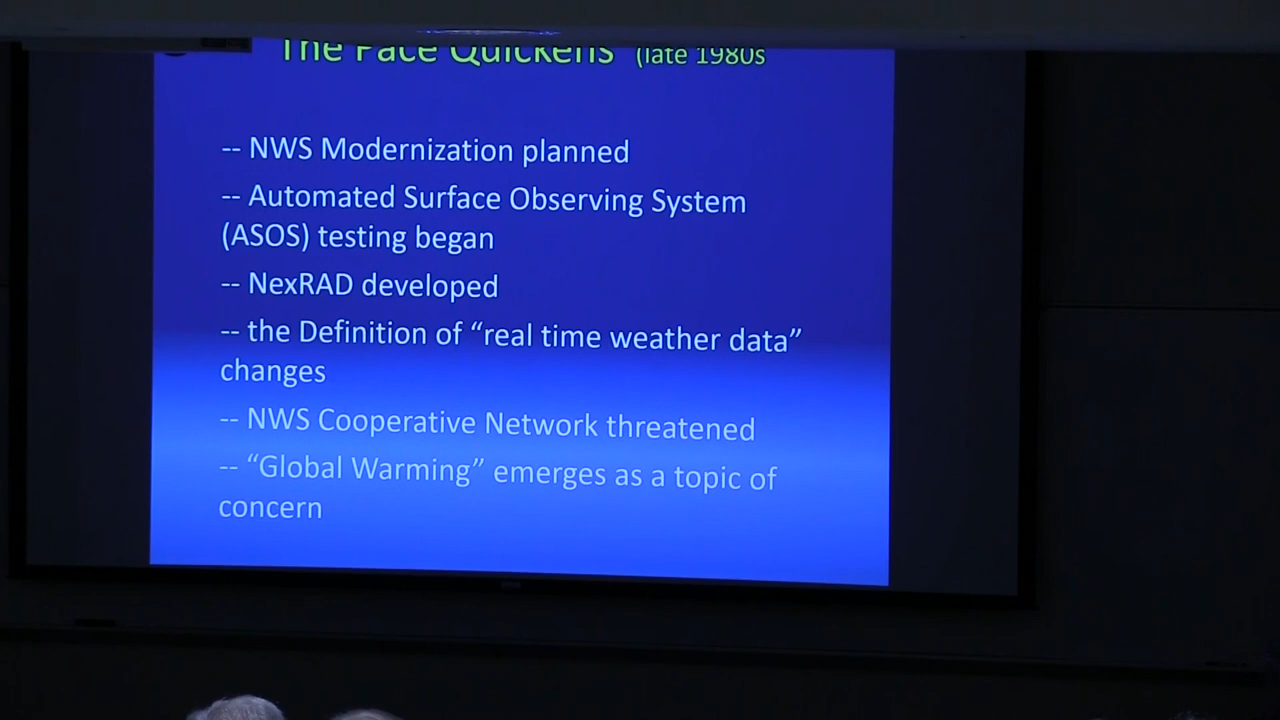 The Pace Quickens (late 1980s
-- NWS Modernization planned
-- Automated Surface Observing System
(ASOS) testing began
-- NexRAD developed
-- the Definition of “real time weather data”
changes
-- NWS Cooperative Network threatened
-- “Global Warming” emerges as a topic of
concern